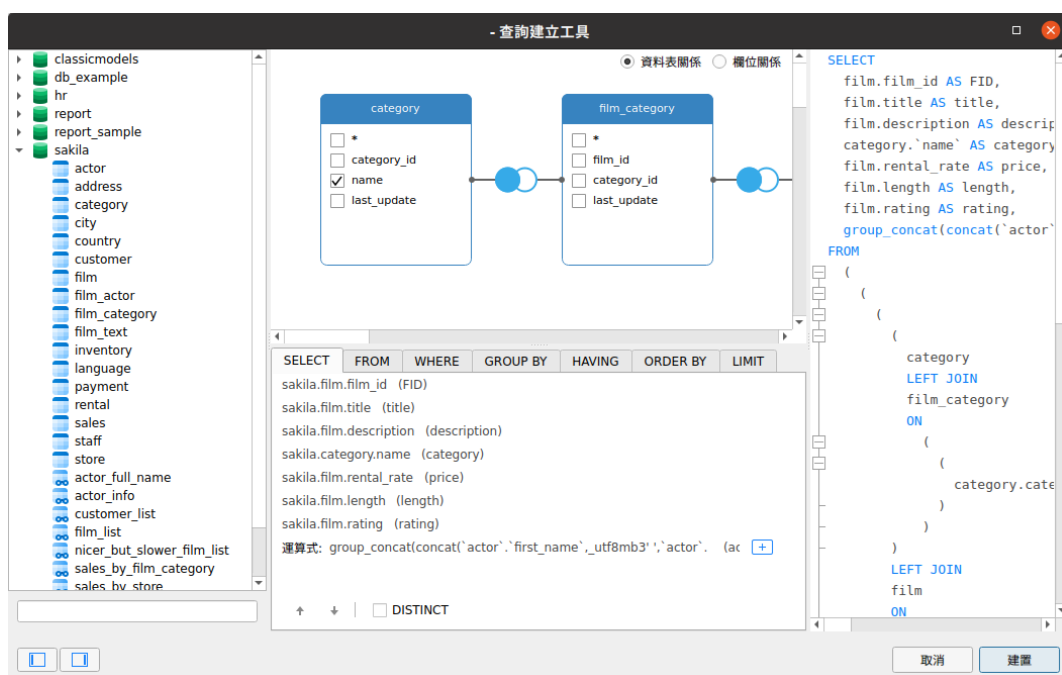 - 查詢建立工具
classicmodels
db_example
hr
report
report_sample
sakila
actor
address
category
city
country
customer
film
film_actor
film_category
film_text
inventory
language
payment
rental
sales
staff
store
actor_full_name
actor_info
customer_list
film_list
nicer_but_slower_film_list
sales_by_film_category
sales_by_store
資料表關係 欄位關係
category
*
category_id
name
last_update
film_category
*
film_id
category_id
last_update
SELECT FROM WHERE GROUP BY HAVING ORDER BY LIMIT
sakila.film.film_id (FID)
sakila.film.title (title)
sakila.film.description (description)
sakila.category.name (category)
sakila.film.rental_rate (price)
sakila.film.length (length)
sakila.film.rating (rating)
運算式: group_concat(concat(`actor`.`first_name`,_utf8mb3' ',`actor`. (ac
DISTINCT
SELECT
film.film_id AS FID,
film.title AS title,
film.description AS descrip
category.`name` AS category
film.rental_rate AS price,
film.length AS length,
film.rating AS rating,
group_concat(concat(`actor`
FROM
(
(
(
(
category
LEFT JOIN
film_category
ON
(
(
category.cate
)
)
)
LEFT JOIN
film
ON
取消 建置